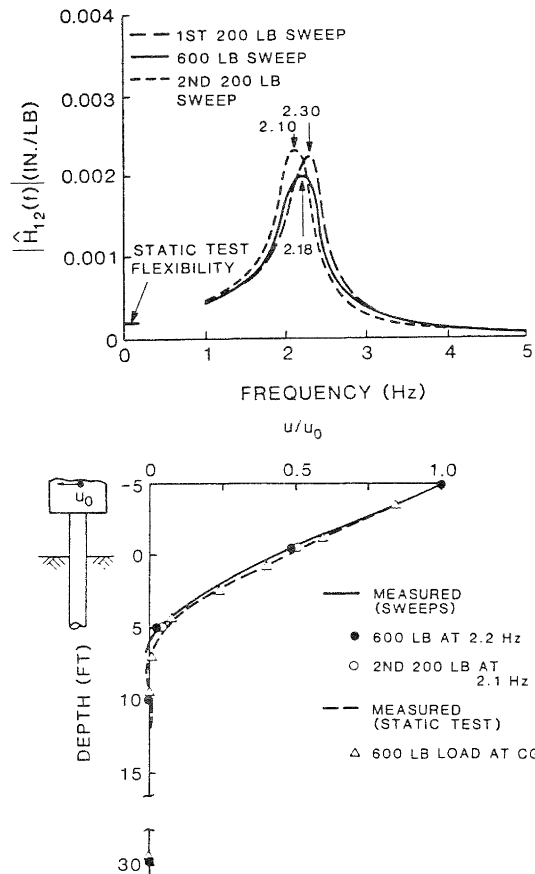 0.004
0.003
0.002
0.001
0
|Ĥ₁₂(f)|(IN./LB)
1ST 200 LB SWEEP
600 LB SWEEP
2ND 200 LB
SWEEP
2.30
2.10
2.18
STATIC TEST
FLEXIBILITY
0 1 2 3 4 5
FREQUENCY (Hz)
u/u₀
0 0.5 1.0
-5
0
5
10
15
30
DEPTH (FT)
u₀
MEASURED
(SWEEPS)
600 LB AT 2.2 Hz
2ND 200 LB AT
2.1 Hz
MEASURED
(STATIC TEST)
600 LB LOAD AT